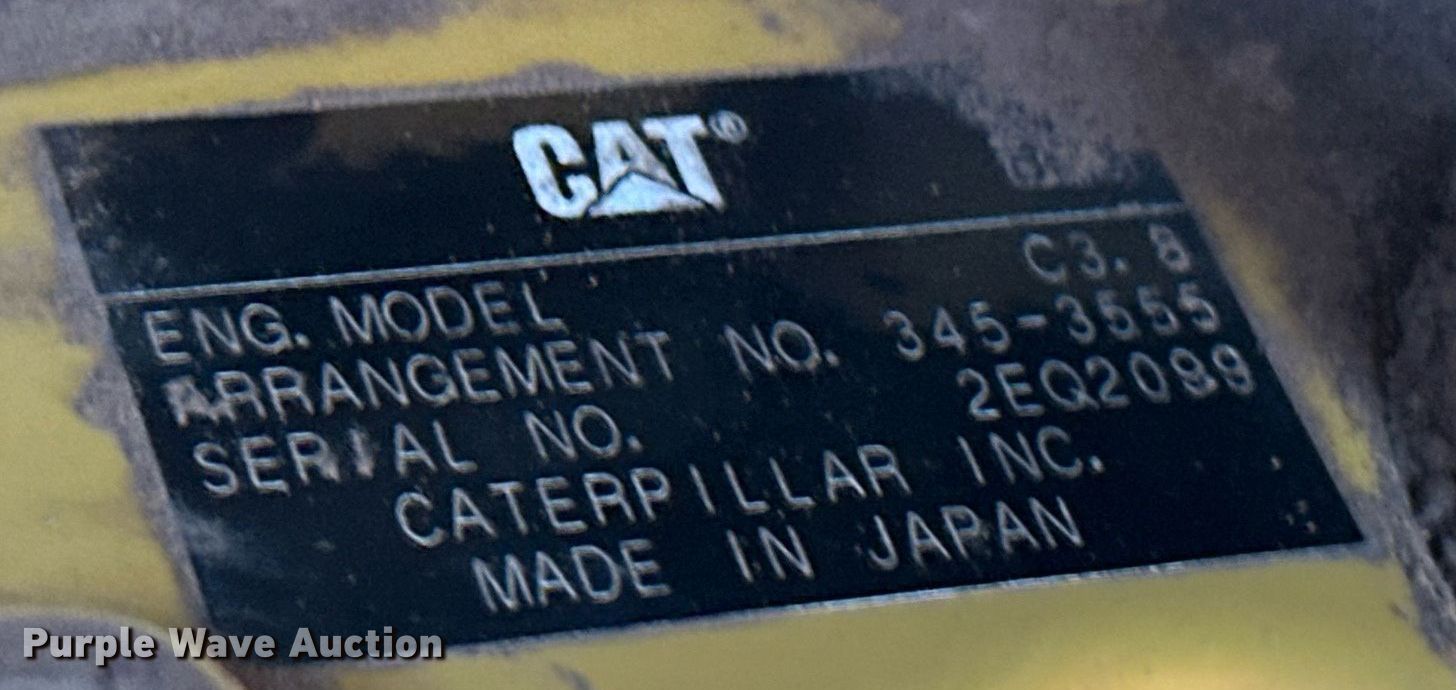 CAT®
ENG. MODEL C3.8
ARRANGEMENT NO. 345-3555
SERIAL NO. 2EQ2099
CATERPILLAR INC.
MADE IN JAPAN
Purple Wave Auction